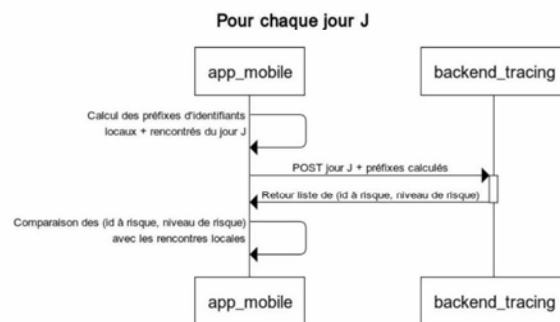 Pour chaque jour J
app_mobile
backend_tracing
Calcul des préfixes d'identifiants
locaux + rencontrés du jour J
POST jour J + préfixes calculés
Retour liste de (id à risque, niveau de risque)
Comparaison des (id à risque, niveau de risque)
avec les rencontres locales
app_mobile
backend_tracing